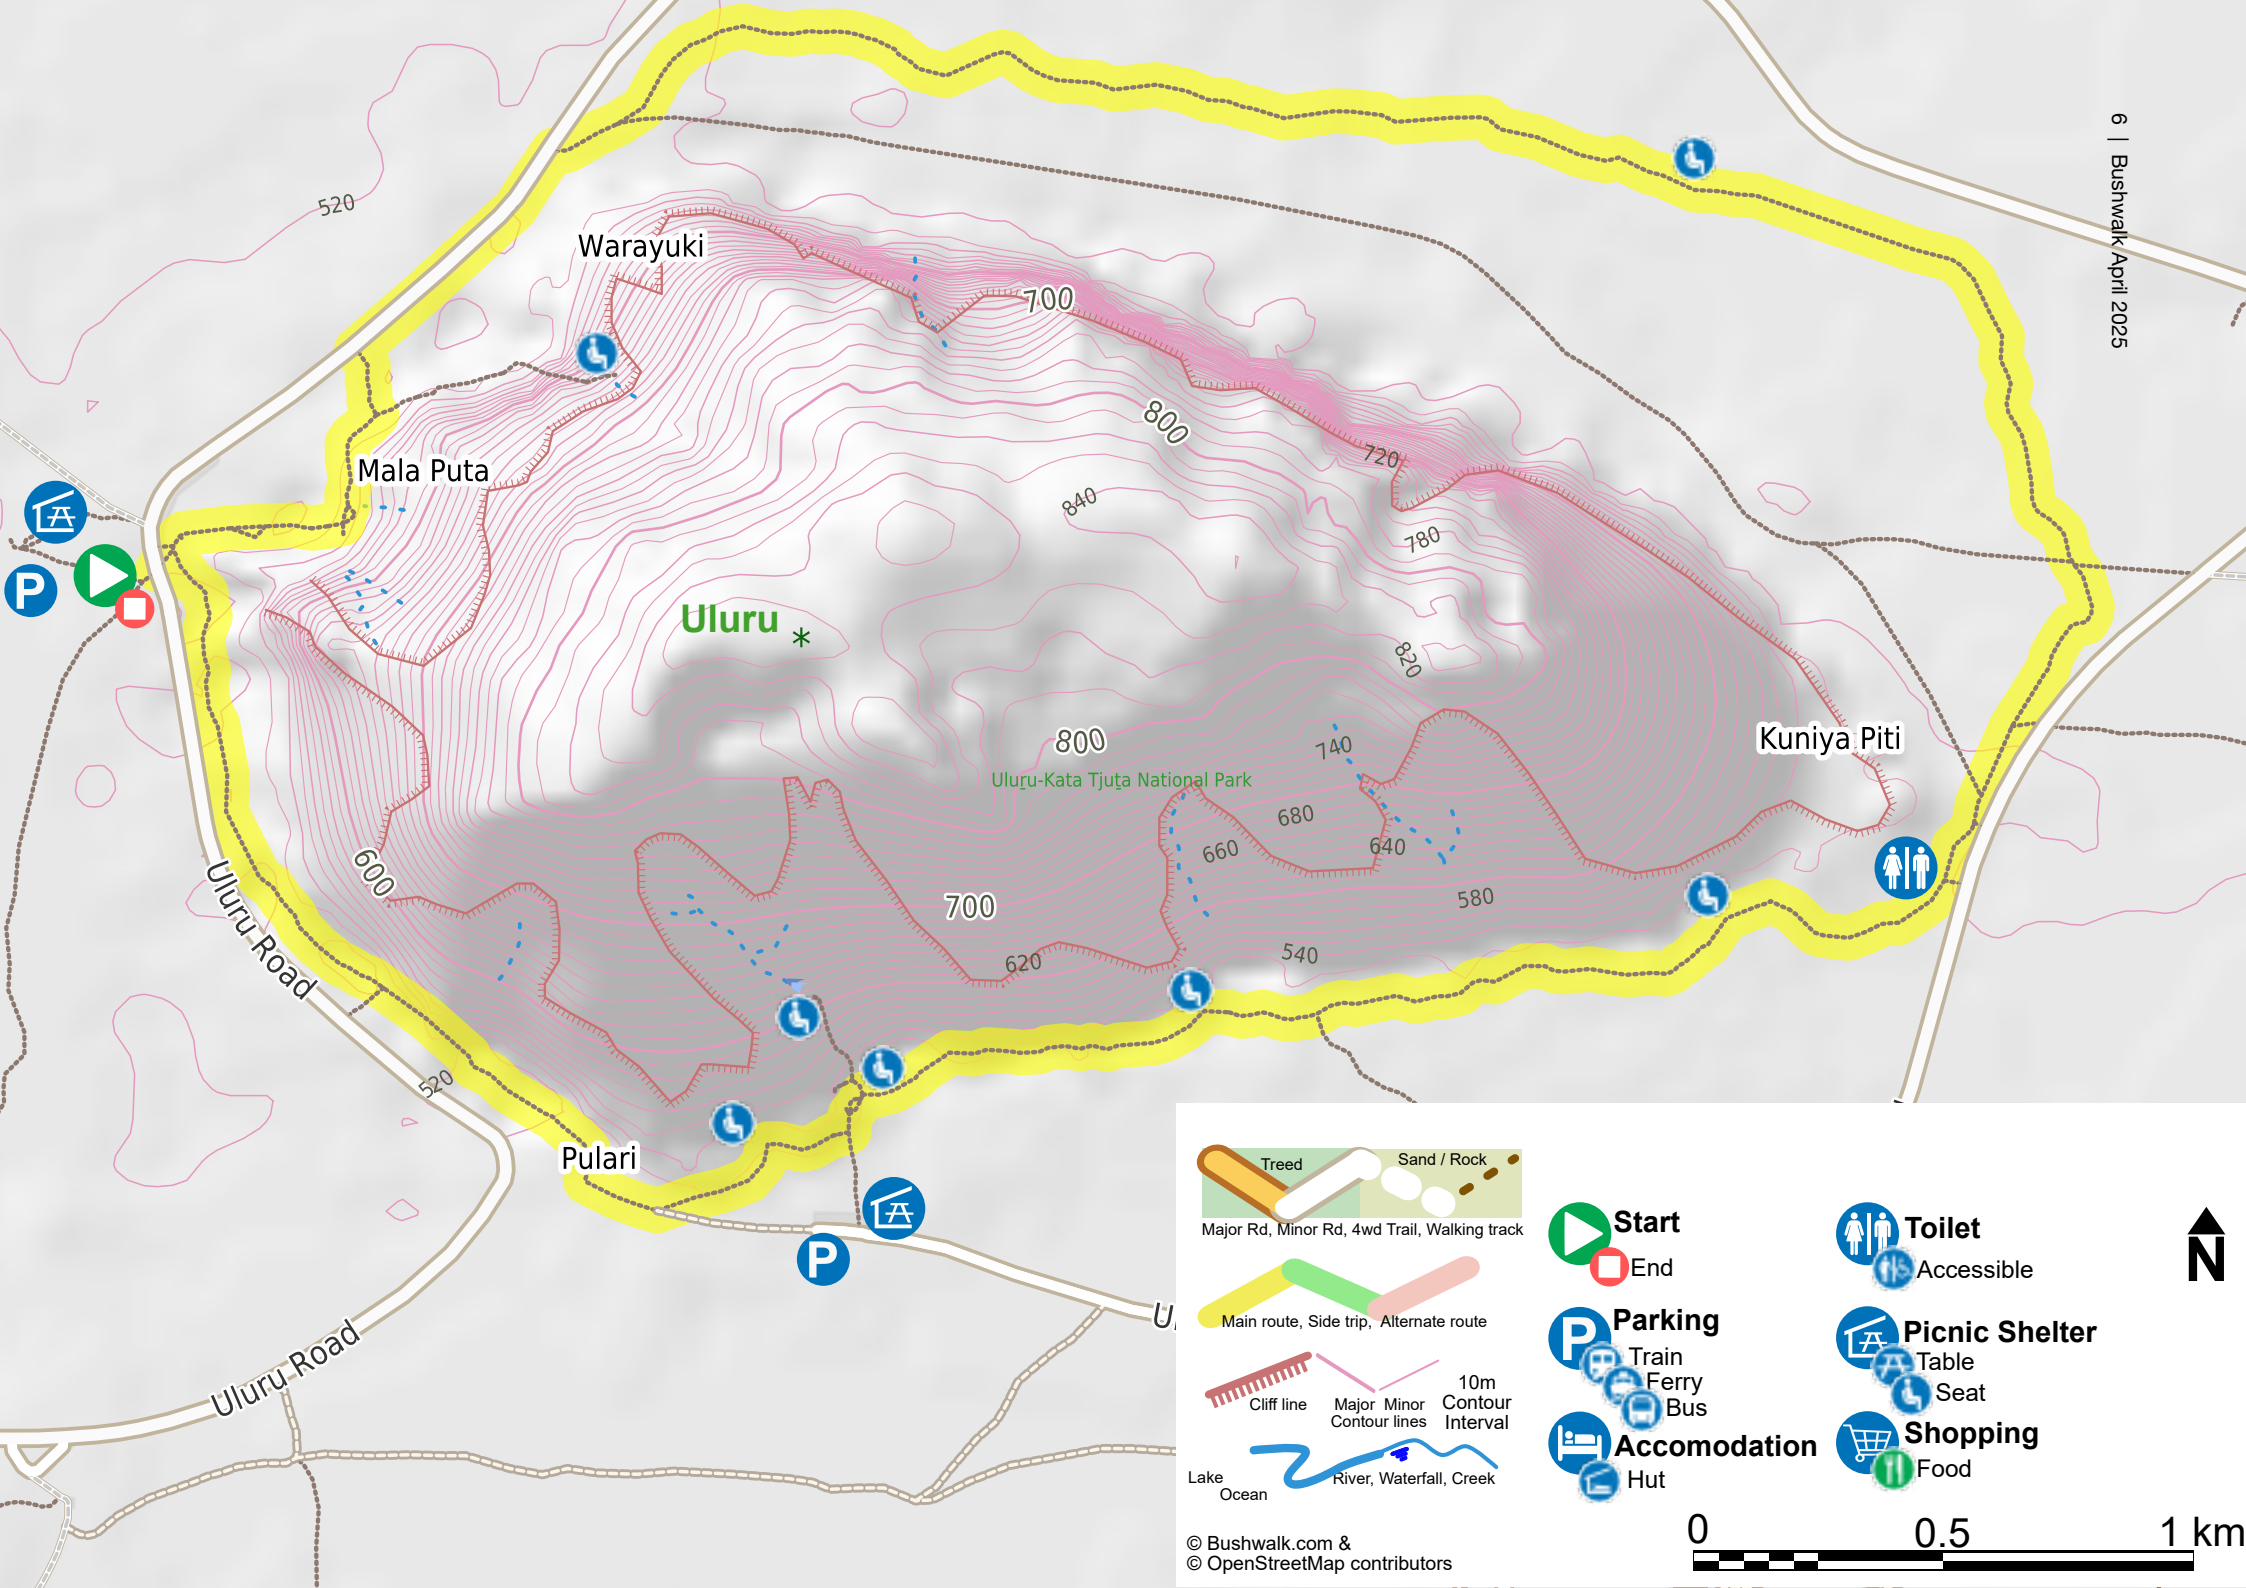 520
Warayuki
700
800
720
Mala Puta
840
780
P
Uluru
820
Kuniya Piti
800
740
Uluru-Kata Tjuta National Park
680
660
640
600
580
700
620
540
Uluru Road
520
Pulari
P
Uluru Road
6 | Bushwalk April 2025
Treed
Sand / Rock
Major Rd, Minor Rd, 4wd Trail, Walking track
Main route, Side trip, Alternate route
Cliff line
Major Minor
Contour lines
10m
Contour
Interval
Lake
Ocean
River, Waterfall, Creek
© Bushwalk.com &
© OpenStreetMap contributors
Start
End
P
Parking
Train
Ferry
Bus
Accomodation
Hut
Toilet
Accessible
Picnic Shelter
Table
Seat
Shopping
Food
N
0 0.5 1 km